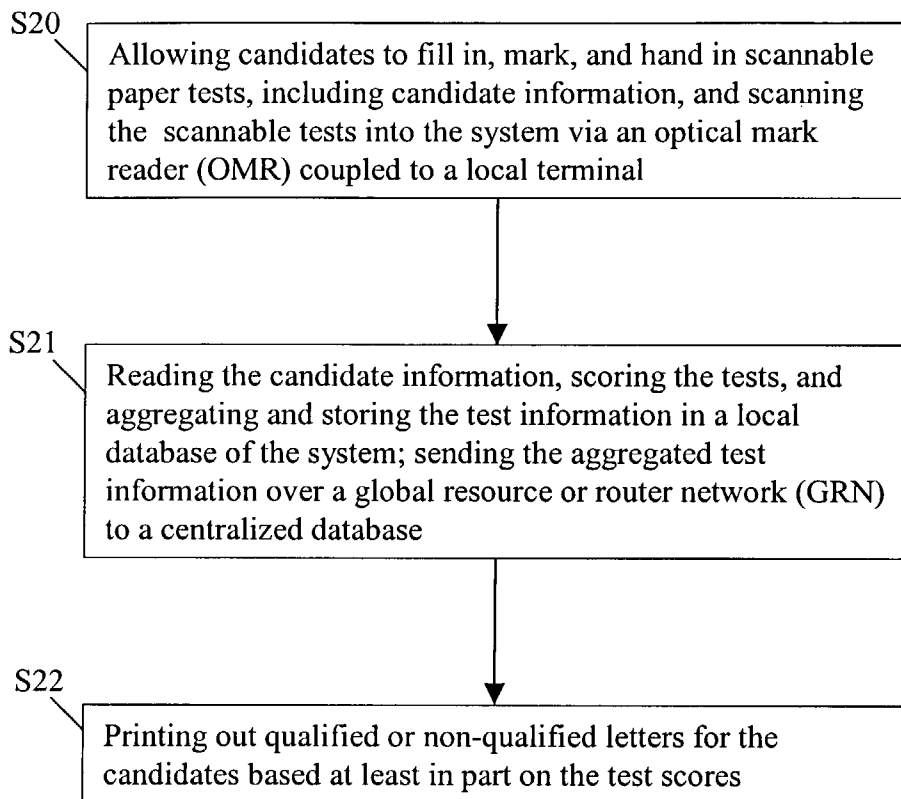 S20
Allowing candidates to fill in, mark, and hand in scannable
paper tests, including candidate information, and scanning
the scannable tests into the system via an optical mark
reader (OMR) coupled to a local terminal
S21
Reading the candidate information, scoring the tests, and
aggregating and storing the test information in a local
database of the system; sending the aggregated test
information over a global resource or router network (GRN)
to a centralized database
S22
Printing out qualified or non-qualified letters for the
candidates based at least in part on the test scores